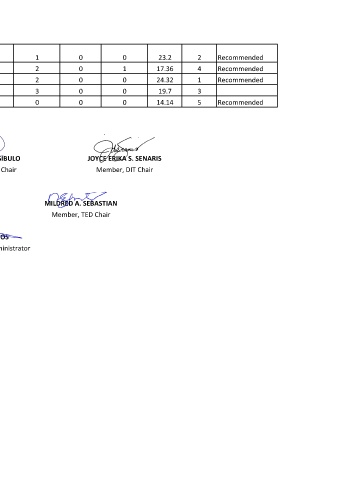 1 0 0 23.2 2 Recommended
2 0 1 17.36 4 Recommended
2 0 0 24.32 1 Recommended
3 0 0 19.7 3
0 0 0 14.14 5 Recommended
SIBULO JOYCE ERIKA S. SENARIS
Chair Member, DIT Chair
MILDRED A. SEBASTIAN
Member, TED Chair
OS
ministrator